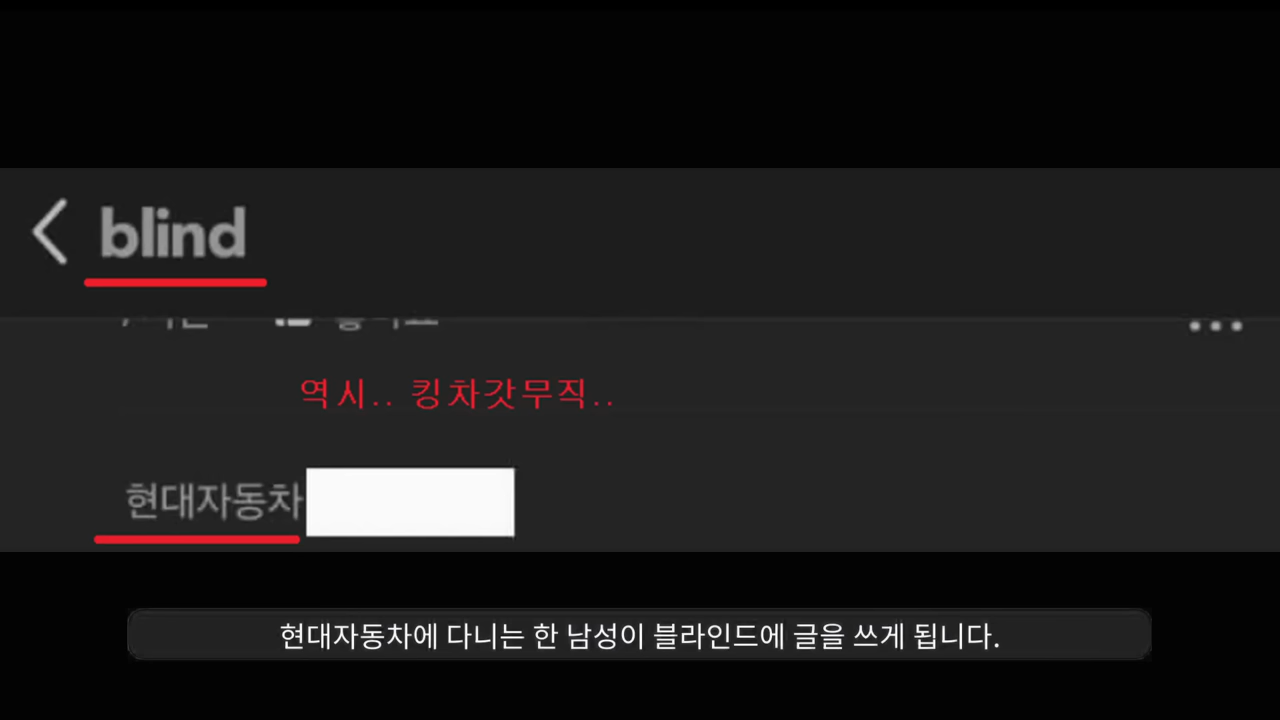 blind
역시.. 킹차갓무직..
현대자동차
현대자동차에 다니는 한 남성이 블라인드에 글을 쓰게 됩니다.